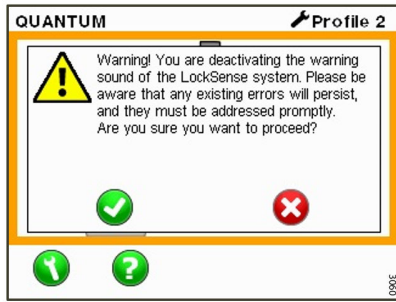 QUANTUM
Profile 2
Warning! You are deactivating the warning
sound of the LockSense system. Please be
aware that any existing errors will persist,
and they must be addressed promptly.
Are you sure you want to proceed?
?
3060